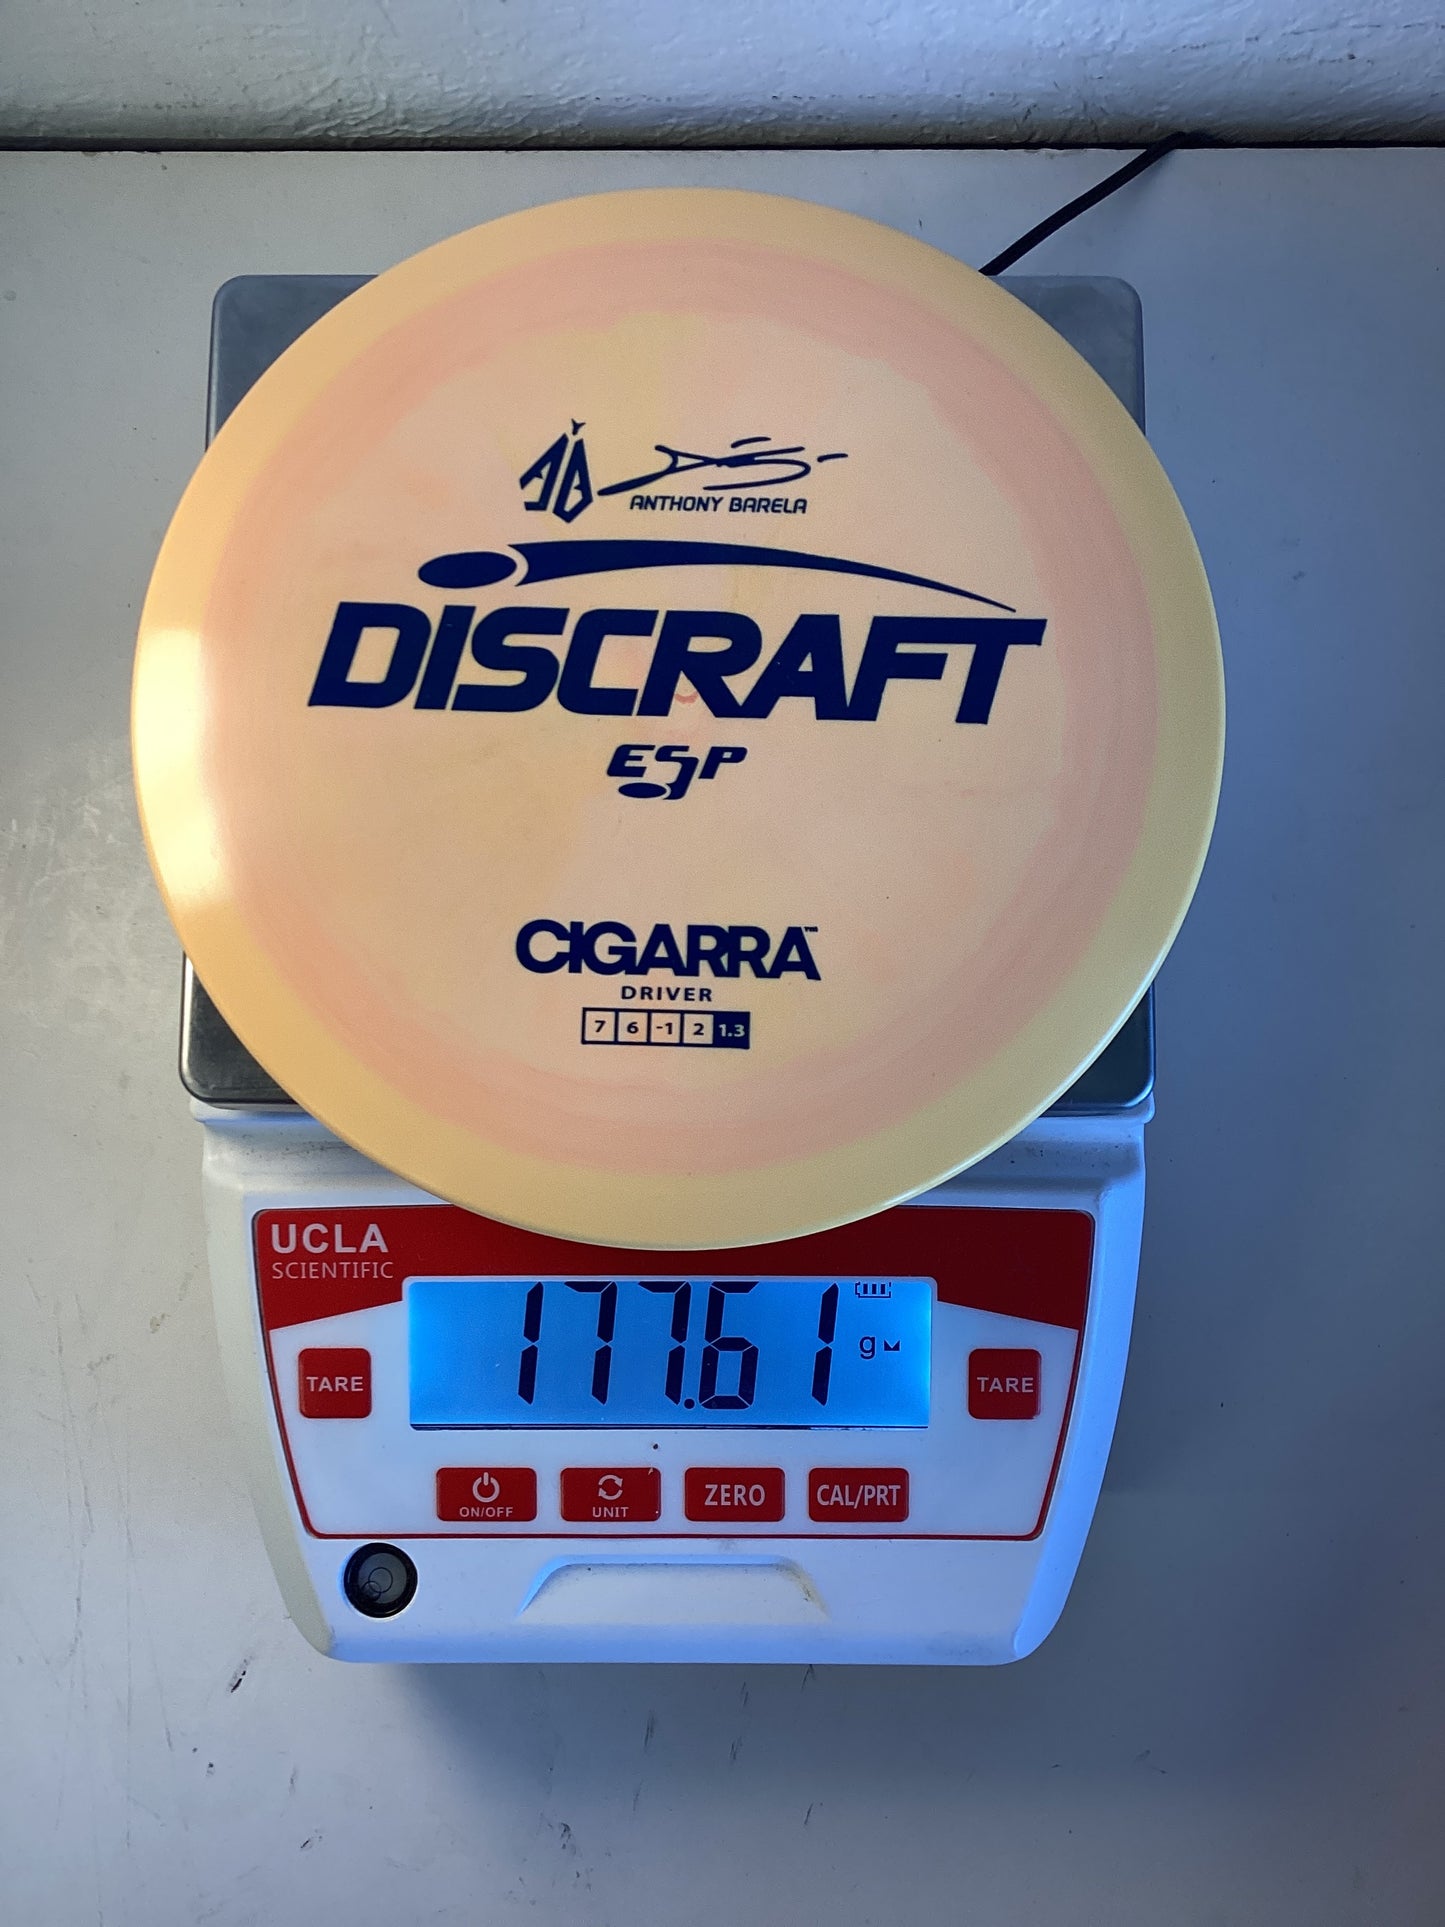 ANTHONY BARELA
DISCRAFT
ESP
CIGARRA™
DRIVER
7 6 -1 2 1.3
UCLA
SCIENTIFIC
177.61 g
TARE
TARE
ON/OFF
UNIT
ZERO
CAL/PRT